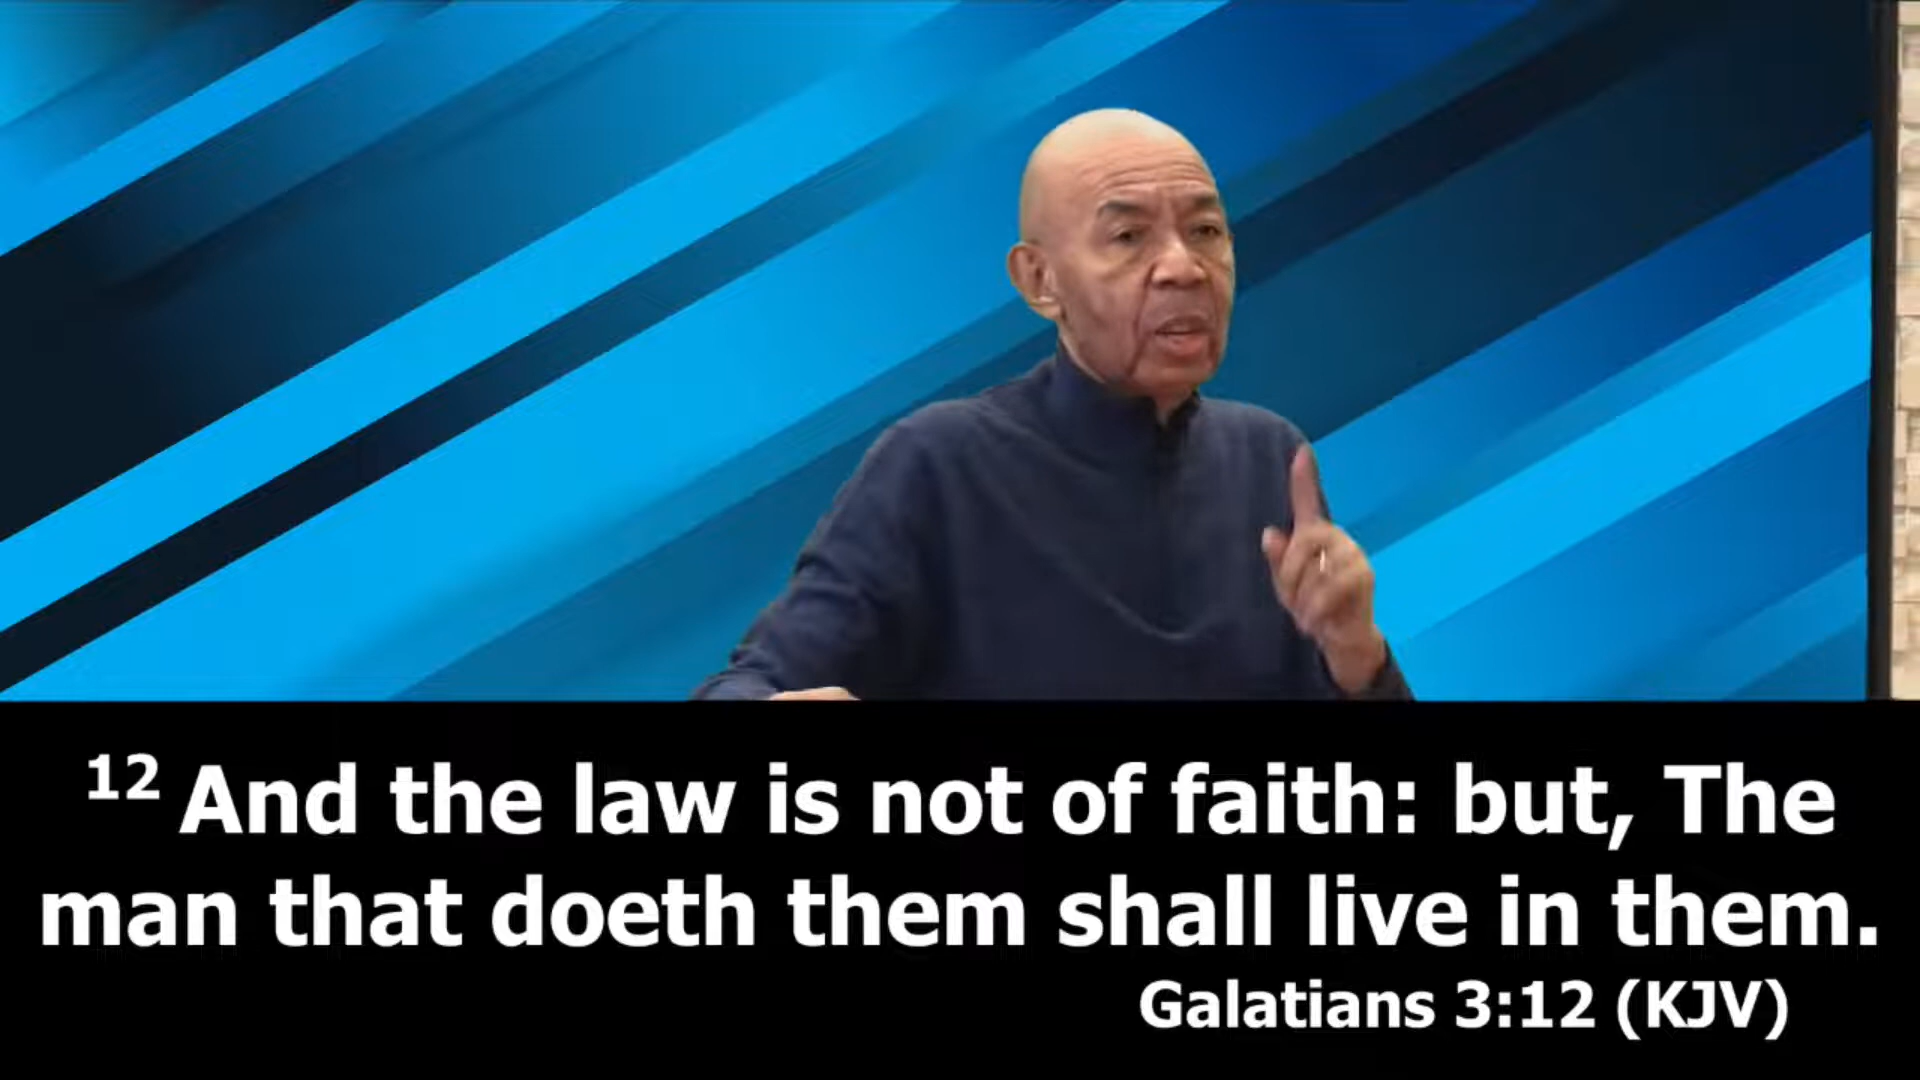 12 And the law is not of faith: but, The
man that doeth them shall live in them.
Galatians 3:12 (KJV)